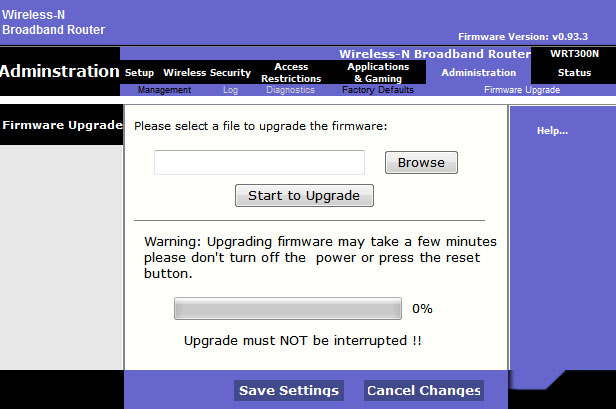 Wireless-N
Broadband Router
Firmware Version: v0.93.3
Wireless-N Broadband Router
WRT300N
Adminstration
Setup
Wireless
Security
Access
Restrictions
Applications
& Gaming
Administration
Status
Management
Log
Diagnostics
Factory Defaults
Firmware Upgrade
Firmware Upgrade
Please select a file to upgrade the firmware:
Help...
Browse
Start to Upgrade
Warning: Upgrading firmware may take a few minutes
please don't turn off the power or press the reset
button.
0%
Upgrade must NOT be interrupted !!
Save Settings
Cancel Changes